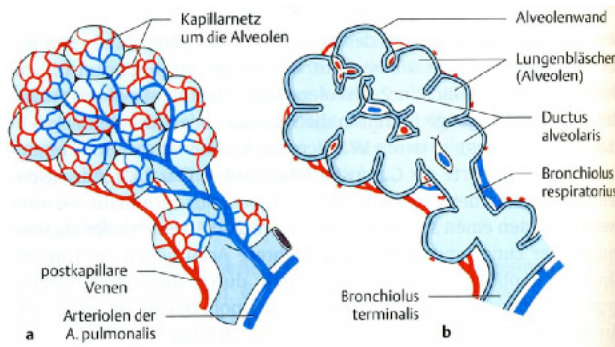 Kapillarnetz
um die Alveolen
postkapillare
Venen
Arteriolen der
A. pulmonalis
a
Alveolenwand
Lungenbläschen
(Alveolen)
Ductus
alveolaris
Bronchiolus
respiratorius
Bronchiolus
terminalis
b